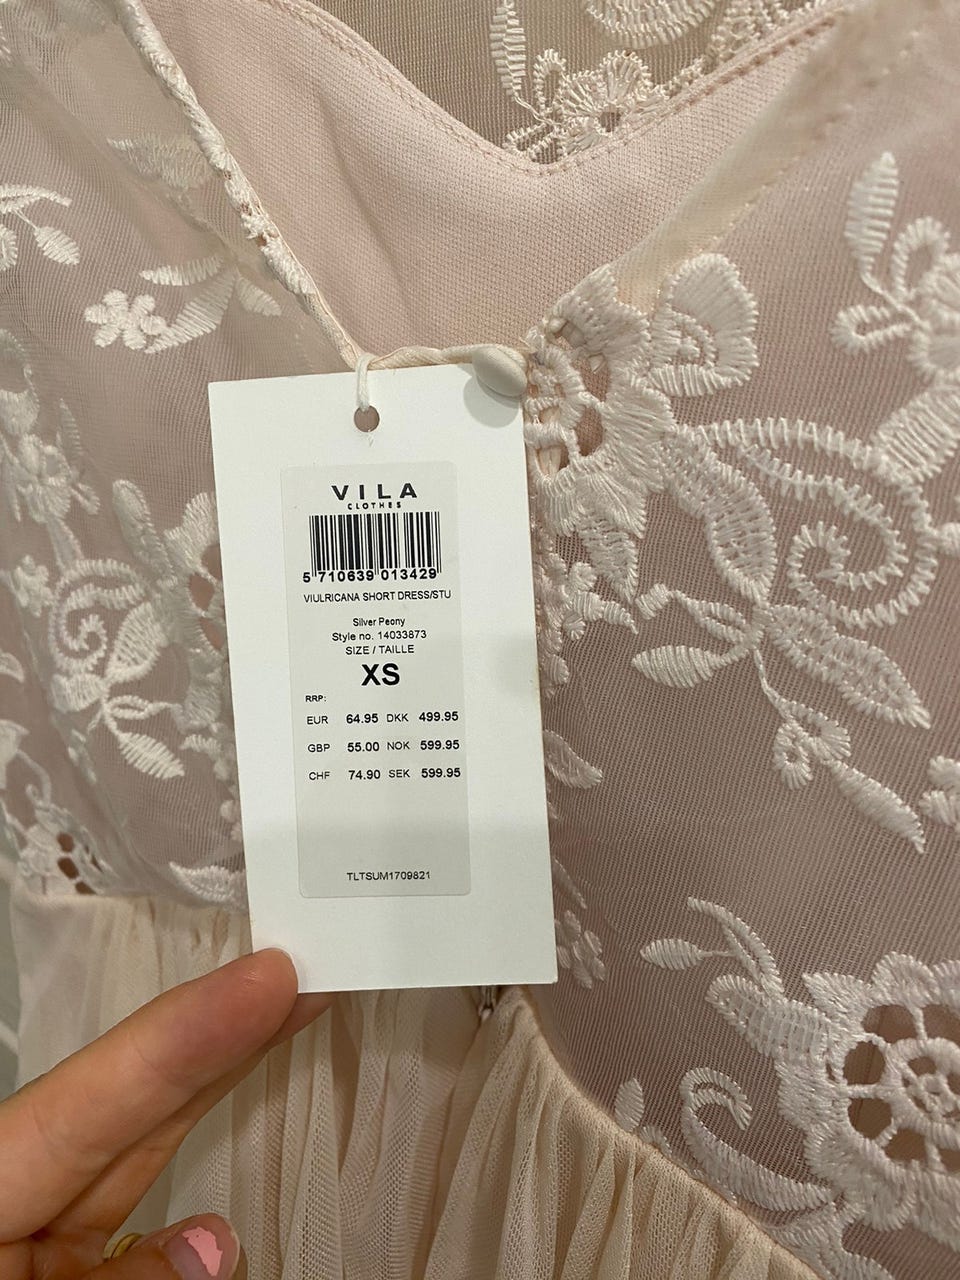 VILA
CLOTHES
5 710639 013429
VIULRICANA SHORT DRESS/STU
Silver Peony
Style no. 14033873
SIZE / TAILLE
XS
RRP:
EUR 64.95 DKK 499.95
GBP 55.00 NOK 599.95
CHF 74.90 SEK 599.95
TLTSUM1709821